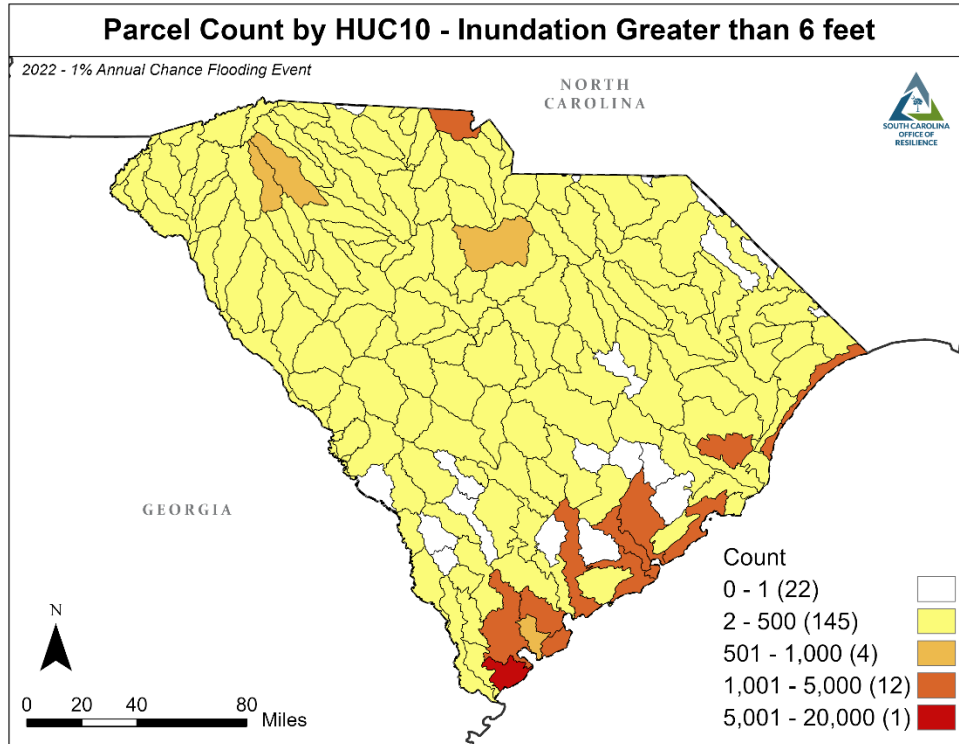 Parcel Count by HUC10 - Inundation Greater than 6 feet
2022 - 1% Annual Chance Flooding Event
NORTH
CAROLINA
SOUTH CAROLINA
OFFICE OF
RESILIENCE
GEORGIA
Count
0 - 1 (22)
2 - 500 (145)
501 - 1,000 (4)
1,001 - 5,000 (12)
5,001 - 20,000 (1)
N
0 20 40 80
Miles